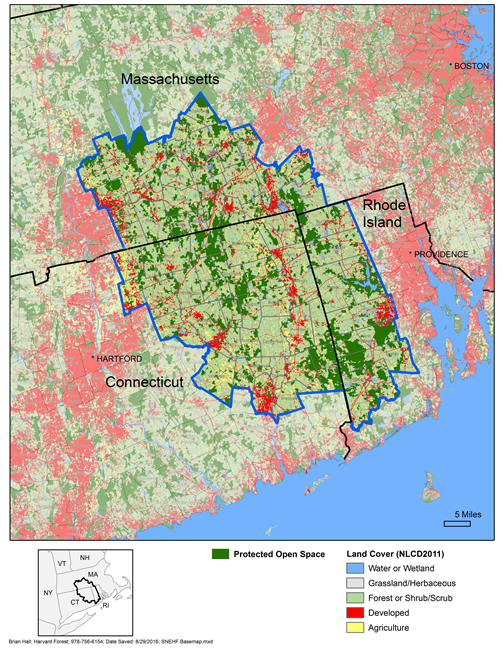 BOSTON
Massachusetts
Rhode
Island
PROVIDENCE
HARTFORD
Connecticut
5 Miles
Protected Open Space
Land Cover (NLCD2011)
Water or Wetland
Grassland/Herbaceous
Forest or Shrub/Scrub
Developed
Agriculture
VT
NH
MA
NY
CT
RI
Brian Hall; Harvard Forest; 978-756-6154; Date Saved: 8/29/2016; SNEHF Basemap.mxd